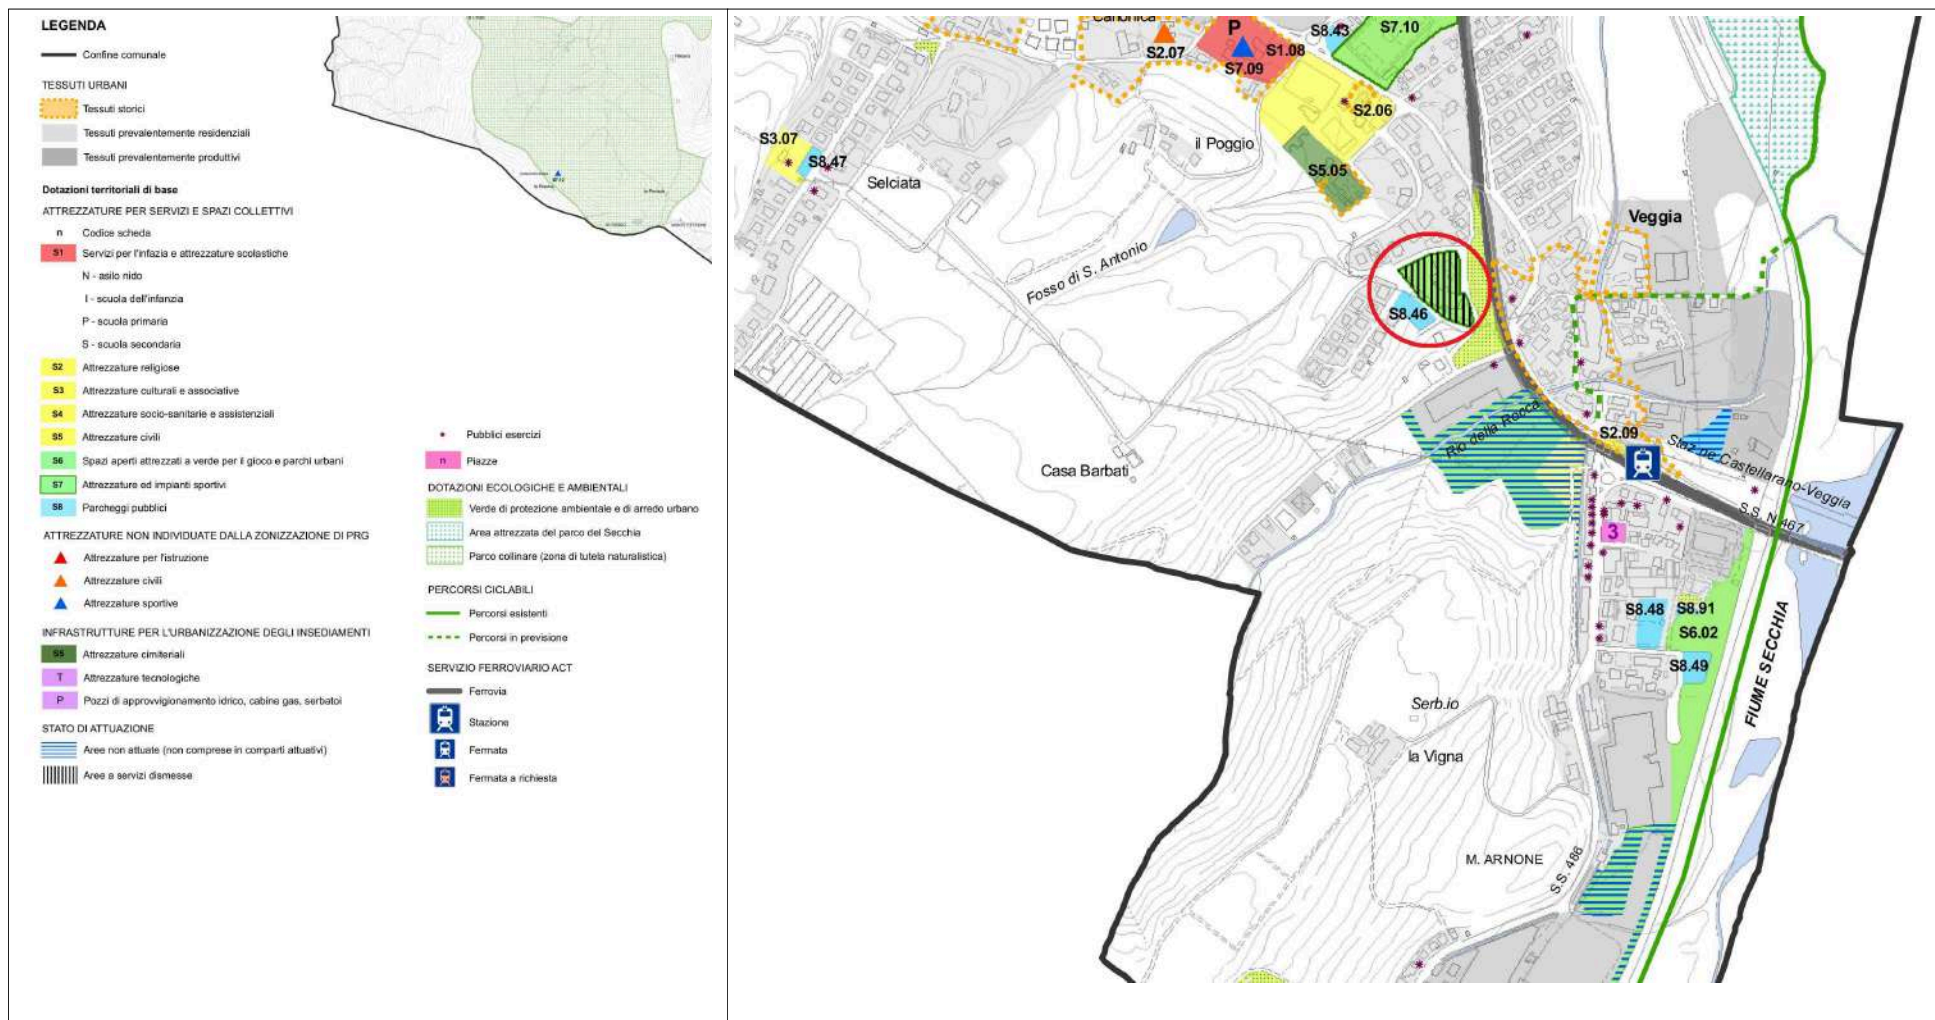 LEGENDA
Confine comunale
TESSUTI URBANI
Tessuti storici
Tessuti prevalentemente residenziali
Tessuti prevalentemente produttivi
Dotazioni territoriali di base
ATTREZZATURE PER SERVIZI E SPAZI COLLETTIVI
n Codice scheda
S1 Servizi per l'infazia e attrezzature scolastiche
N - asilo nido
I - scuola dell'infanzia
P - scuola primaria
S - scuola secondaria
S2 Attrezzature religiose
S3 Attrezzature culturali e associative
S4 Attrezzature socio-sanitarie e assistenziali
S5 Attrezzature civili
S6 Spazi aperti attrezzati a verde per il gioco e parchi urbani
S7 Attrezzature ed impianti sportivi
S8 Parcheggi pubblici
ATTREZZATURE NON INDIVIDUATE DALLA ZONIZZAZIONE DI PRG
Attrezzature per l'istruzione
Attrezzature civili
Attrezzature sportive
INFRASTRUTTURE PER L'URBANIZZAZIONE DEGLI INSEDIAMENTI
S5 Attrezzature cimiteriali
T Attrezzature tecnologiche
P Pozzi di approvvigionamento idrico, cabine gas, serbatoi
STATO DI ATTUAZIONE
Aree non attuate (non comprese in comparti attuativi)
Aree a servizi dismesse
Pubblici esercizi
n Piazze
DOTAZIONI ECOLOGICHE E AMBIENTALI
Verde di protezione ambientale e di arredo urbano
Area attrezzata del parco del Secchia
Parco collinare (zona di tutela naturalistica)
PERCORSI CICLABILI
Percorsi esistenti
Percorsi in previsione
SERVIZIO FERROVIARIO ACT
Ferrovia
Stazione
Fermata
Fermata a richiesta
Canonica
S2.07
P
S1.08
S7.09
S8.43
S7.10
S2.06
S3.07
S8.47
Selciata
il Poggio
S5.05
Veggia
Fosso di S. Antonio
S8.46
Casa Barbati
Rio della Rocca
S2.09
Staz.ne Castellarano-Veggia
S.S. N.467
3
S8.48
S8.91
S6.02
S8.49
FIUME SECCHIA
Serb.io
la Vigna
M. ARNONE
S.S. 486